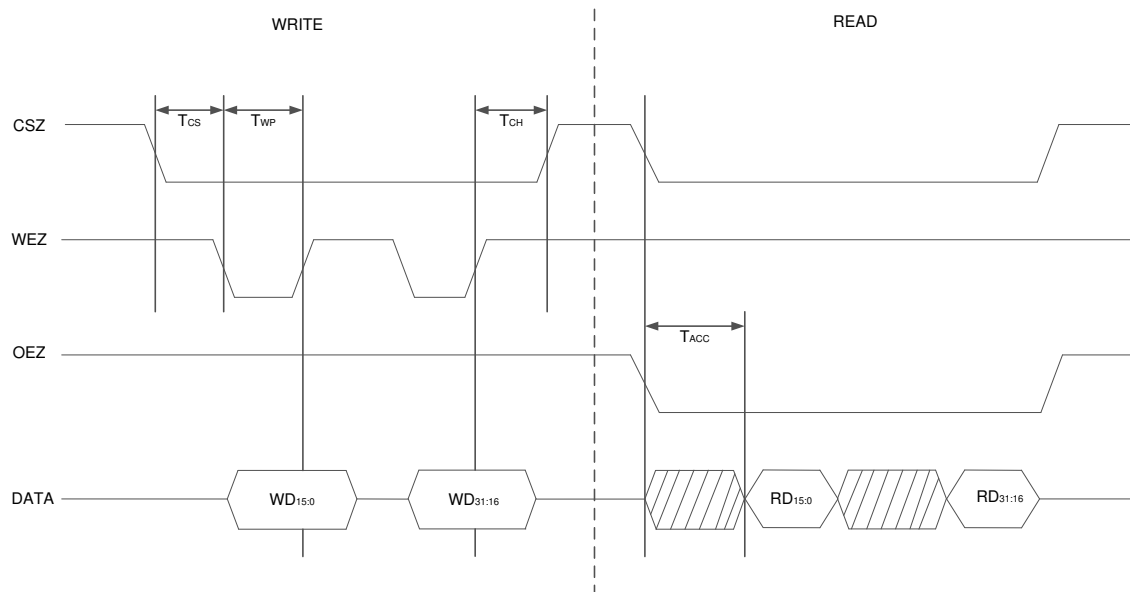 WRITE READ
TCS TWP TCH
CSZ
WEZ
TACC
OEZ
DATA WD15:0 WD31:16 RD15:0 RD31:16